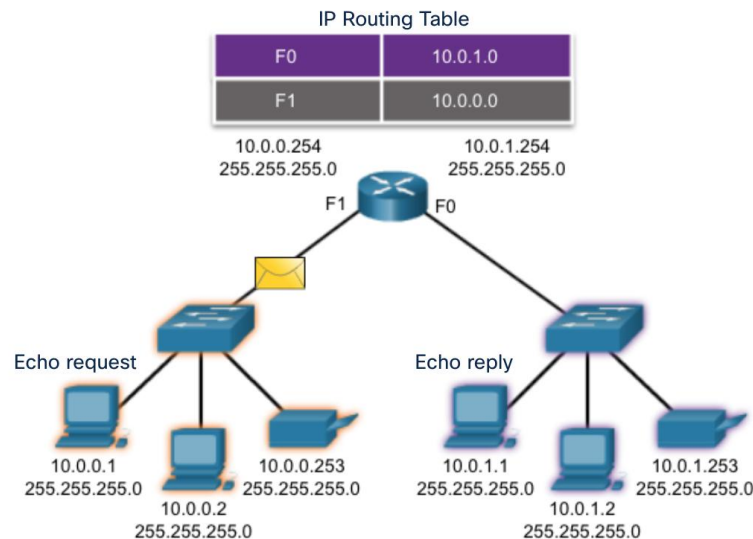 IP Routing Table
F0 10.0.1.0
F1 10.0.0.0
10.0.0.254
255.255.255.0
10.0.1.254
255.255.255.0
F1
F0
Echo request
Echo reply
10.0.0.1
255.255.255.0
10.0.0.2
255.255.255.0
10.0.0.253
255.255.255.0
10.0.1.1
255.255.255.0
10.0.1.2
255.255.255.0
10.0.1.253
255.255.255.0